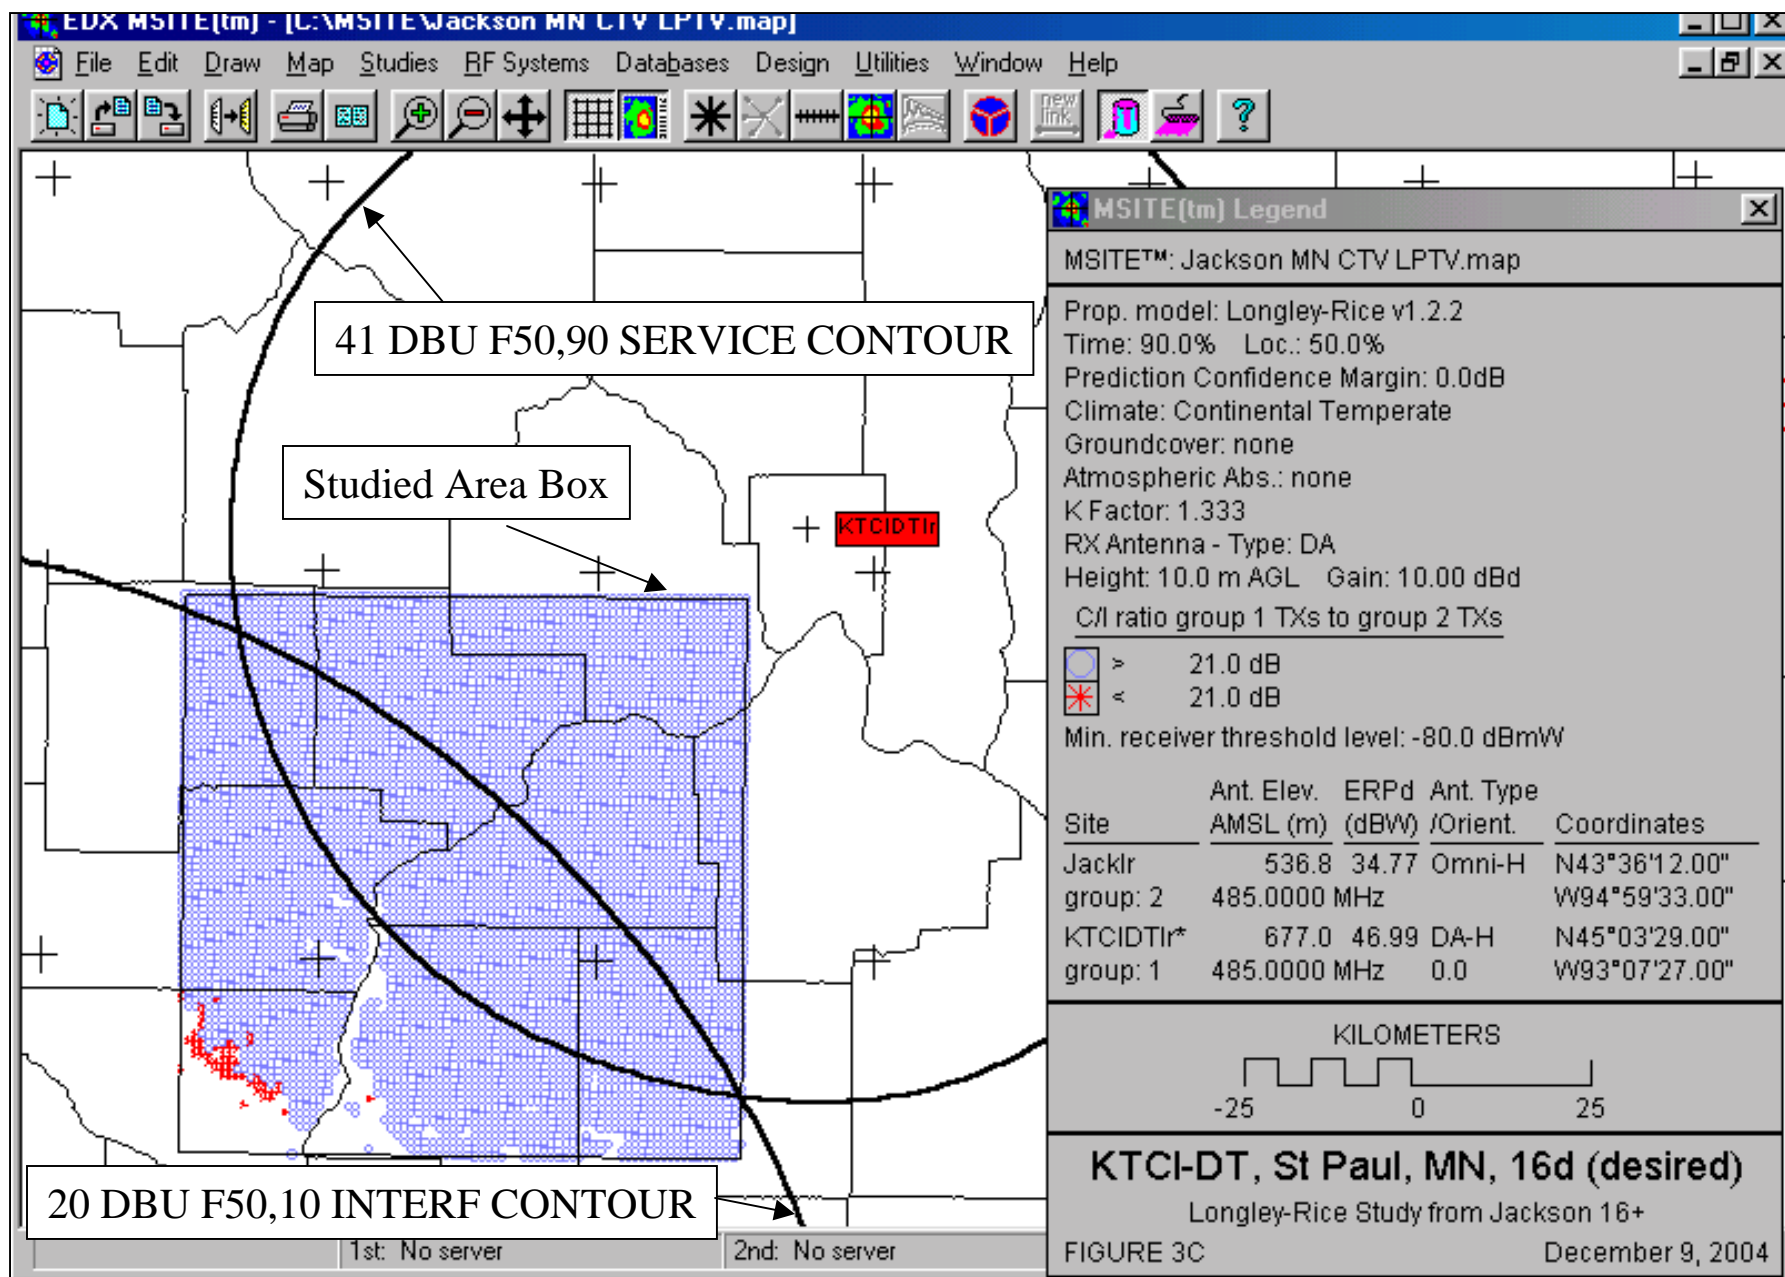 EDX MSITE(tm) - [C:\MSITE\Jackson MN CTV LPTV.map]
File Edit Draw Map Studies RF Systems Databases Design Utilities Window Help
new link
41 DBU F50,90 SERVICE CONTOUR
Studied Area Box
KTCIDTlr
20 DBU F50,10 INTERF CONTOUR
1st: No server
2nd: No server
MSITE(tm) Legend
MSITE™: Jackson MN CTV LPTV.map
Prop. model: Longley-Rice v1.2.2
Time: 90.0% Loc.: 50.0%
Prediction Confidence Margin: 0.0dB
Climate: Continental Temperate
Groundcover: none
Atmospheric Abs.: none
K Factor: 1.333
RX Antenna - Type: DA
Height: 10.0 m AGL Gain: 10.00 dBd
C/I ratio group 1 TXs to group 2 TXs
> 21.0 dB
< 21.0 dB
Min. receiver threshold level: -80.0 dBmW
Ant. Elev. ERPd Ant. Type
Site AMSL (m) (dBW) /Orient. Coordinates
Jacklr 536.8 34.77 Omni-H N43°36'12.00"
group: 2 485.0000 MHz W94°59'33.00"
KTCIDTlr* 677.0 46.99 DA-H N45°03'29.00"
group: 1 485.0000 MHz 0.0 W93°07'27.00"
KILOMETERS
-25 0 25
KTCI-DT, St Paul, MN, 16d (desired)
Longley-Rice Study from Jackson 16+
FIGURE 3C December 9, 2004